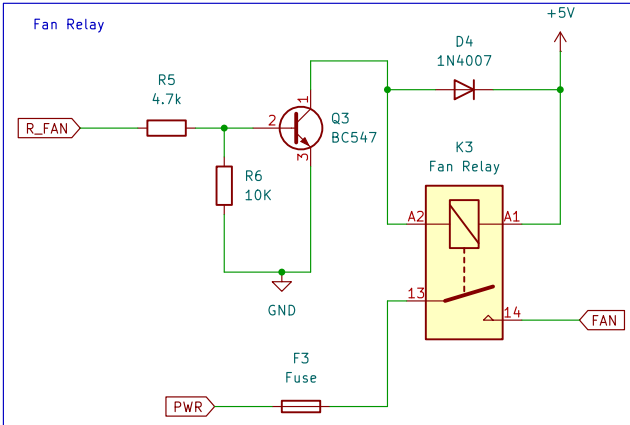 Fan Relay
+5V
D4
1N4007
R5
4.7k
1
Q3
BC547
2
R_FAN
3
K3
Fan Relay
R6
10K
A2
A1
GND
13
14
FAN
F3
Fuse
PWR